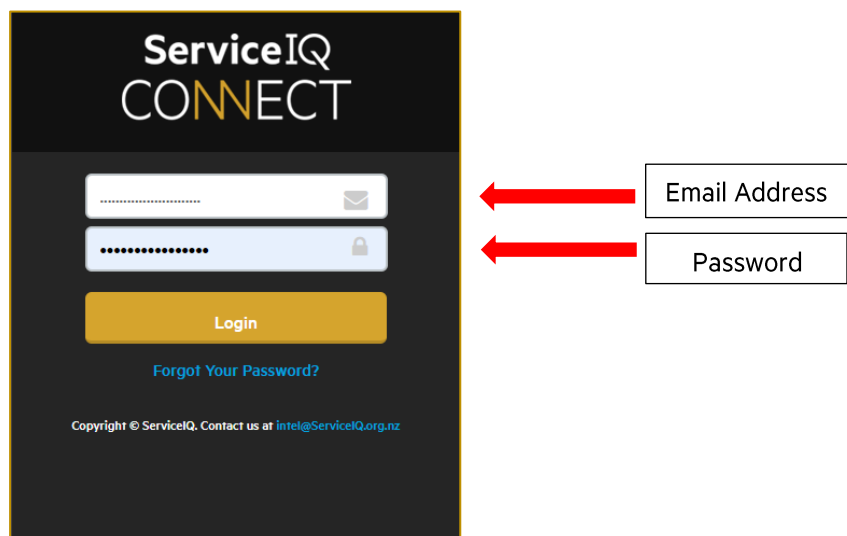 ServiceIQ
CONNECT
Email Address
Password
Login
Forgot Your Password?
Copyright © ServiceIQ. Contact us at intel@ServiceIQ.org.nz